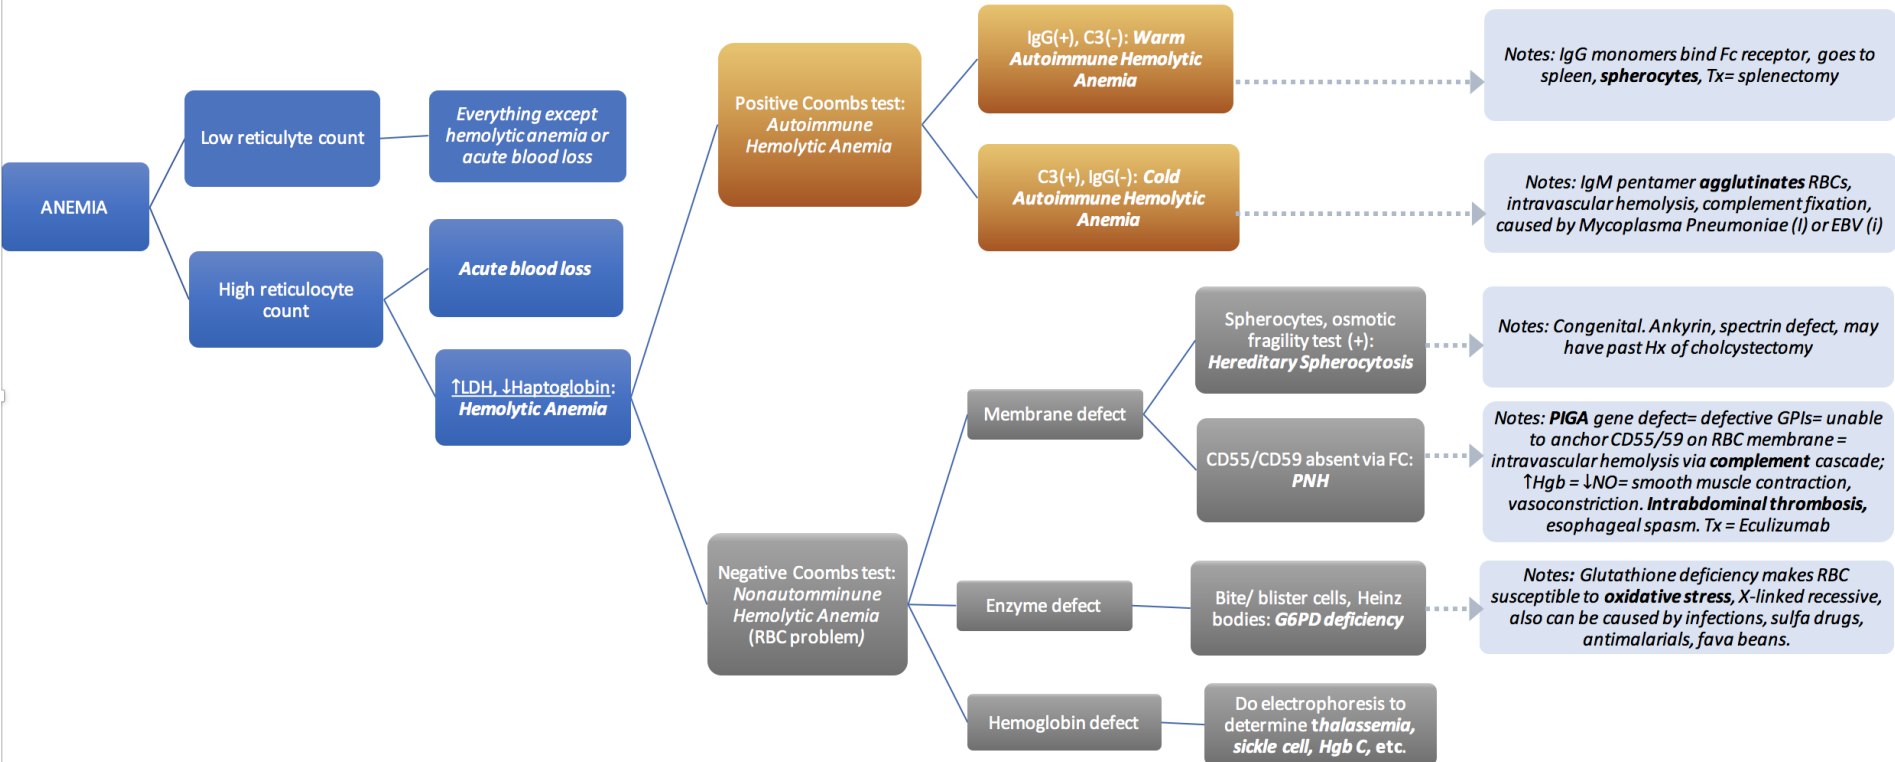 ANEMIA
Low reticulyte count
Everything except
hemolytic anemia or
acute blood loss
High reticulocyte
count
Acute blood loss
↑LDH, ↓Haptoglobin:
Hemolytic Anemia
Positive Coombs test:
Autoimmune
Hemolytic Anemia
IgG(+), C3(-): Warm
Autoimmune Hemolytic
Anemia
Notes: IgG monomers bind Fc receptor, goes to
spleen, spherocytes, Tx= splenectomy
C3(+), IgG(-): Cold
Autoimmune Hemolytic
Anemia
Notes: IgM pentamer agglutinates RBCs,
intravascular hemolysis, complement fixation,
caused by Mycoplasma Pneumoniae (I) or EBV (i)
Negative Coombs test:
Nonautomminune
Hemolytic Anemia
(RBC problem)
Membrane defect
Spherocytes, osmotic
fragility test (+):
Hereditary Spherocytosis
Notes: Congenital. Ankyrin, spectrin defect, may
have past Hx of cholcystectomy
CD55/CD59 absent via FC:
PNH
Notes: PIGA gene defect= defective GPIs= unable
to anchor CD55/59 on RBC membrane =
intravascular hemolysis via complement cascade;
↑Hgb = ↓NO= smooth muscle contraction,
vasoconstriction. Intrabdominal thrombosis,
esophageal spasm. Tx = Eculizumab
Enzyme defect
Bite/ blister cells, Heinz
bodies: G6PD deficiency
Notes: Glutathione deficiency makes RBC
susceptible to oxidative stress, X-linked recessive,
also can be caused by infections, sulfa drugs,
antimalarials, fava beans.
Hemoglobin defect
Do electrophoresis to
determine thalassemia,
sickle cell, Hgb C, etc.